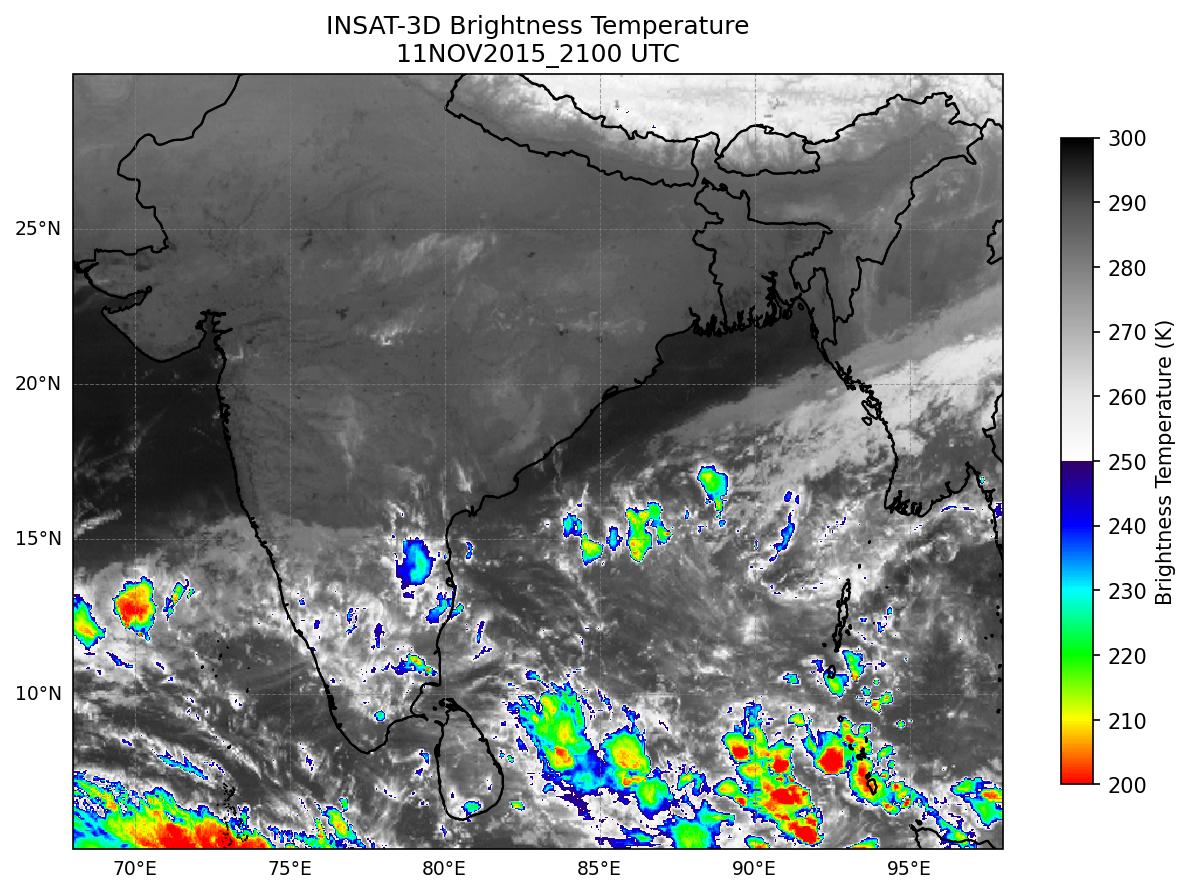 INSAT-3D Brightness Temperature
11NOV2015_2100 UTC
25°N
20°N
15°N
10°N
70°E
75°E
80°E
85°E
90°E
95°E
300
290
280
270
260
250
240
230
220
210
200
Brightness Temperature (K)